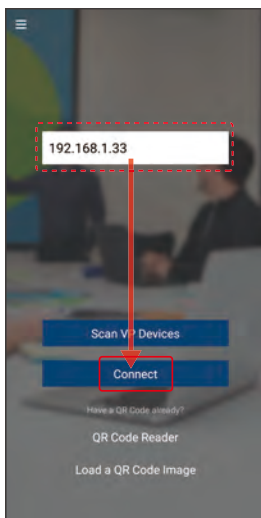 192.168.1.33
Scan VP Devices
Connect
Have a QR Code already?
QR Code Reader
Load a QR Code Image